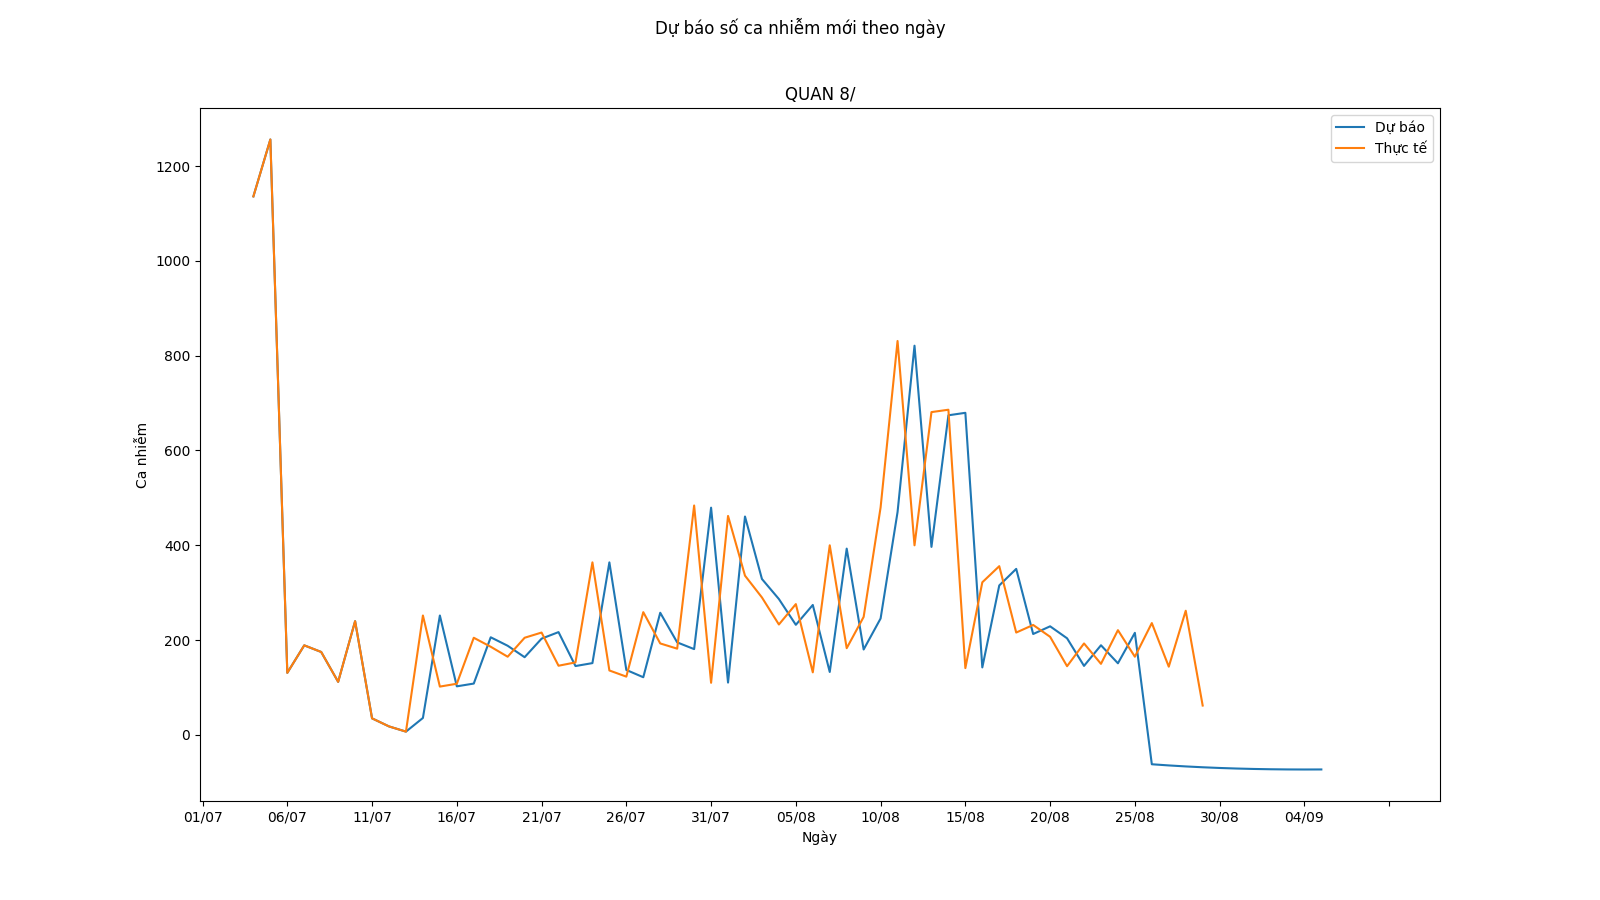 Dự báo số ca nhiễm mới theo ngày
QUAN 8/
Dự báo
Thực tế
1200
1000
800
600
400
200
0
Ca nhiễm
01/07 06/07 11/07 16/07 21/07 26/07 31/07 05/08 10/08 15/08 20/08 25/08 30/08 04/09
Ngày